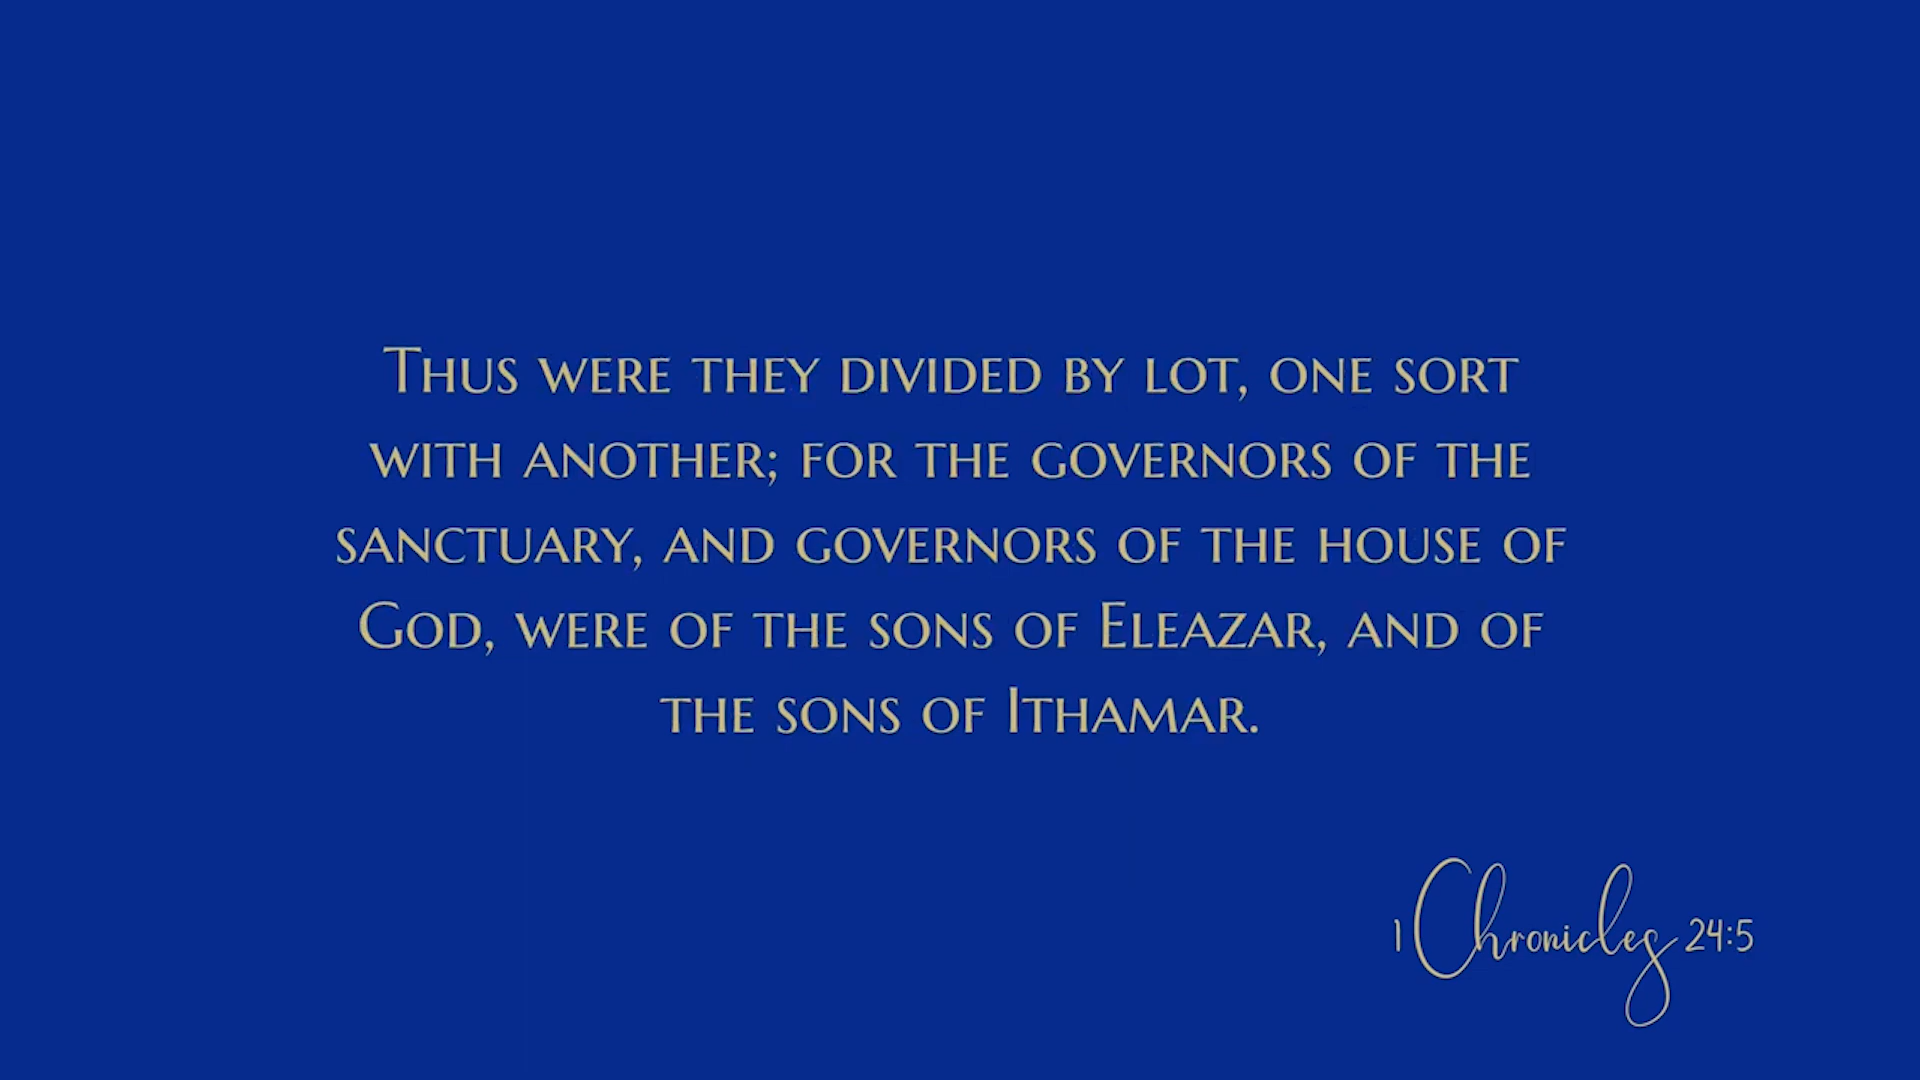 Thus were they divided by lot, one sort
with another; for the governors of the
sanctuary, and governors of the house of
God, were of the sons of Eleazar, and of
the sons of Ithamar.
1 Chronicles 24:5